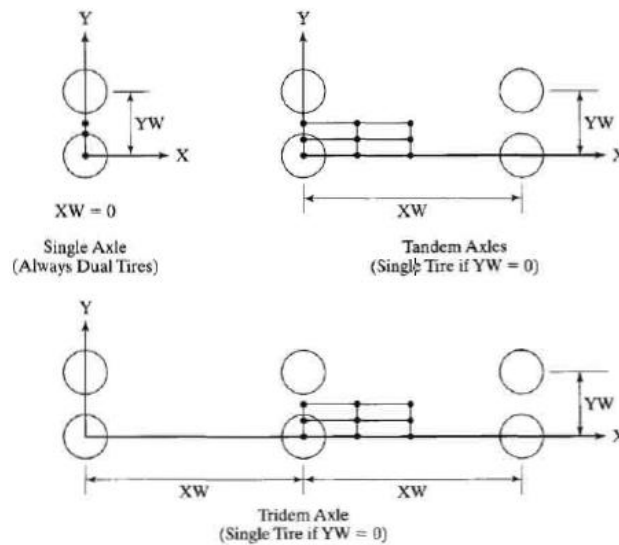 Y
Y
YW
YW
X
X
XW = 0
XW
Single Axle
(Always Dual Tires)
Tandem Axles
(Single Tire if YW = 0)
Y
YW
X
XW
XW
Tridem Axle
(Single Tire if YW = 0)